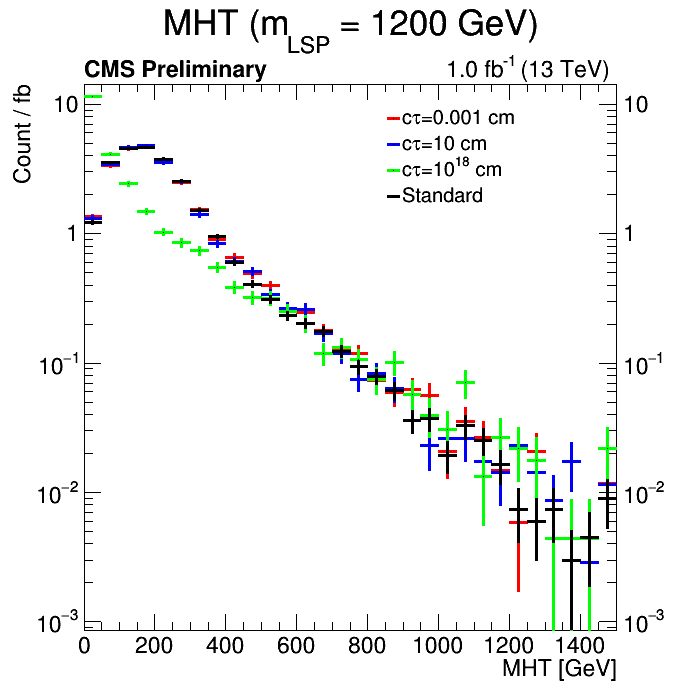 MHT (m_LSP = 1200 GeV)
CMS Preliminary 1.0 fb⁻¹ (13 TeV)
Count / fb
cτ=0.001 cm
cτ=10 cm
cτ=10¹⁸ cm
Standard
10 10
1 1
10⁻¹ 10⁻¹
10⁻² 10⁻²
10⁻³ 10⁻³
0 200 400 600 800 1000 1200 1400
MHT [GeV]